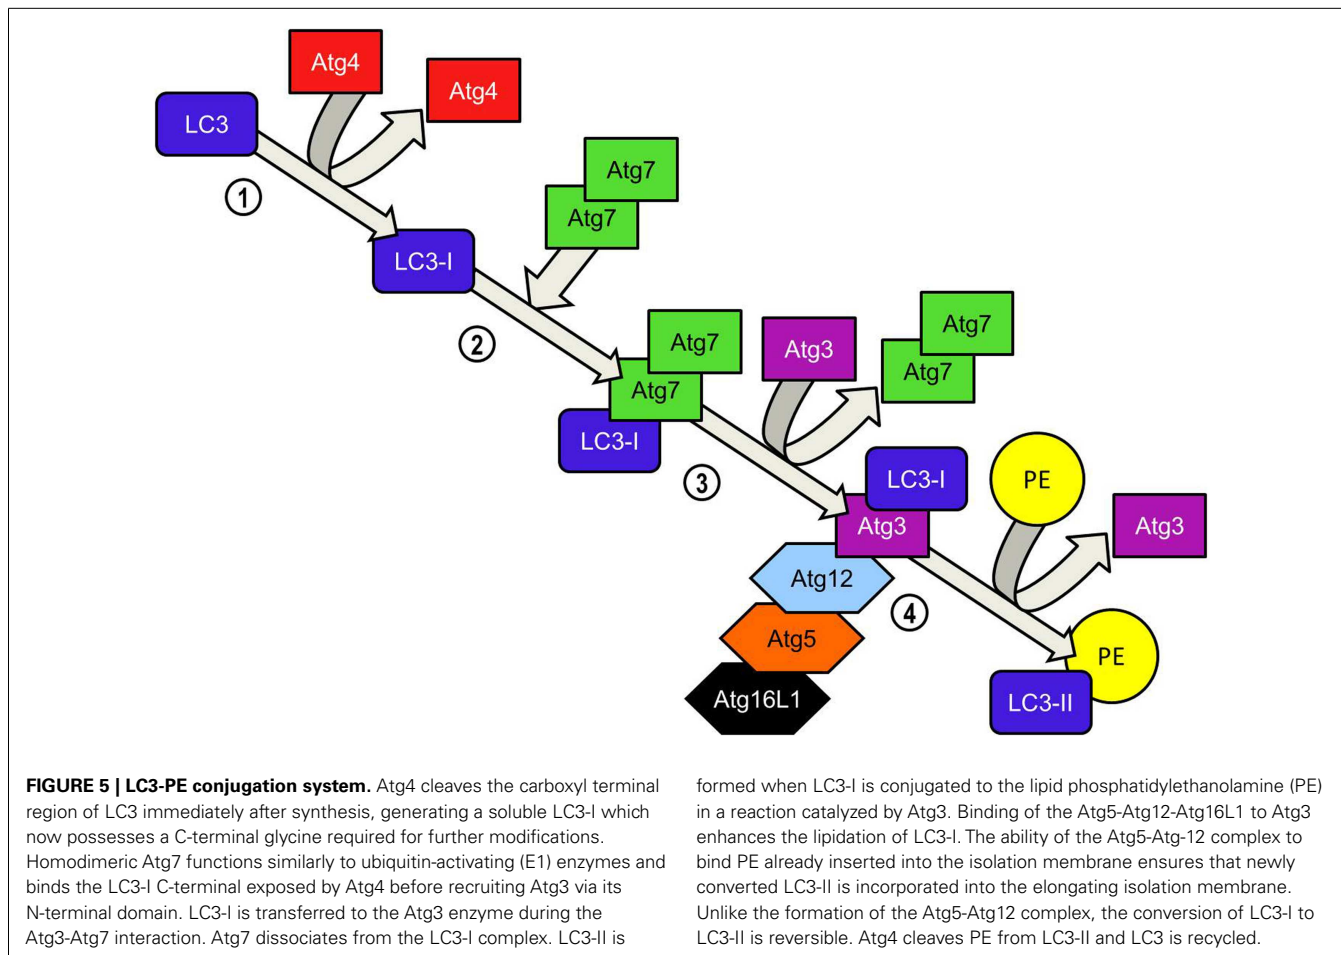 Atg4
Atg4
LC3
①
Atg7
Atg7
LC3-I
②
Atg7
Atg7
Atg3
Atg7
Atg7
LC3-I
③
LC3-I
PE
Atg3
Atg3
Atg12
④
Atg5
PE
Atg16L1
LC3-II
FIGURE 5 | LC3-PE conjugation system. Atg4 cleaves the carboxyl terminal
region of LC3 immediately after synthesis, generating a soluble LC3-I which
now possesses a C-terminal glycine required for further modifications.
Homodimeric Atg7 functions similarly to ubiquitin-activating (E1) enzymes and
binds the LC3-I C-terminal exposed by Atg4 before recruiting Atg3 via its
N-terminal domain. LC3-I is transferred to the Atg3 enzyme during the
Atg3-Atg7 interaction. Atg7 dissociates from the LC3-I complex. LC3-II is
formed when LC3-I is conjugated to the lipid phosphatidylethanolamine (PE)
in a reaction catalyzed by Atg3. Binding of the Atg5-Atg12-Atg16L1 to Atg3
enhances the lipidation of LC3-I. The ability of the Atg5-Atg-12 complex to
bind PE already inserted into the isolation membrane ensures that newly
converted LC3-II is incorporated into the elongating isolation membrane.
Unlike the formation of the Atg5-Atg12 complex, the conversion of LC3-I to
LC3-II is reversible. Atg4 cleaves PE from LC3-II and LC3 is recycled.